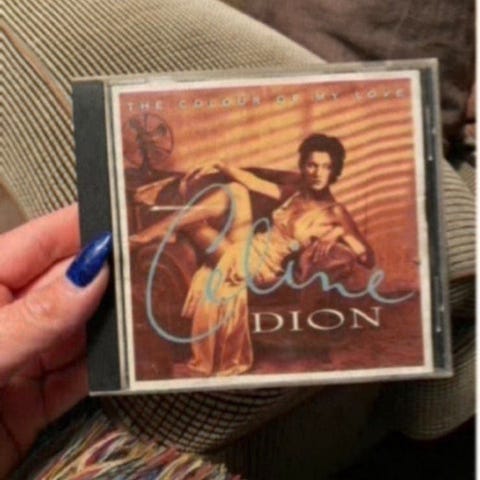 THE COLOUR OF MY LOVE
Celine
DION